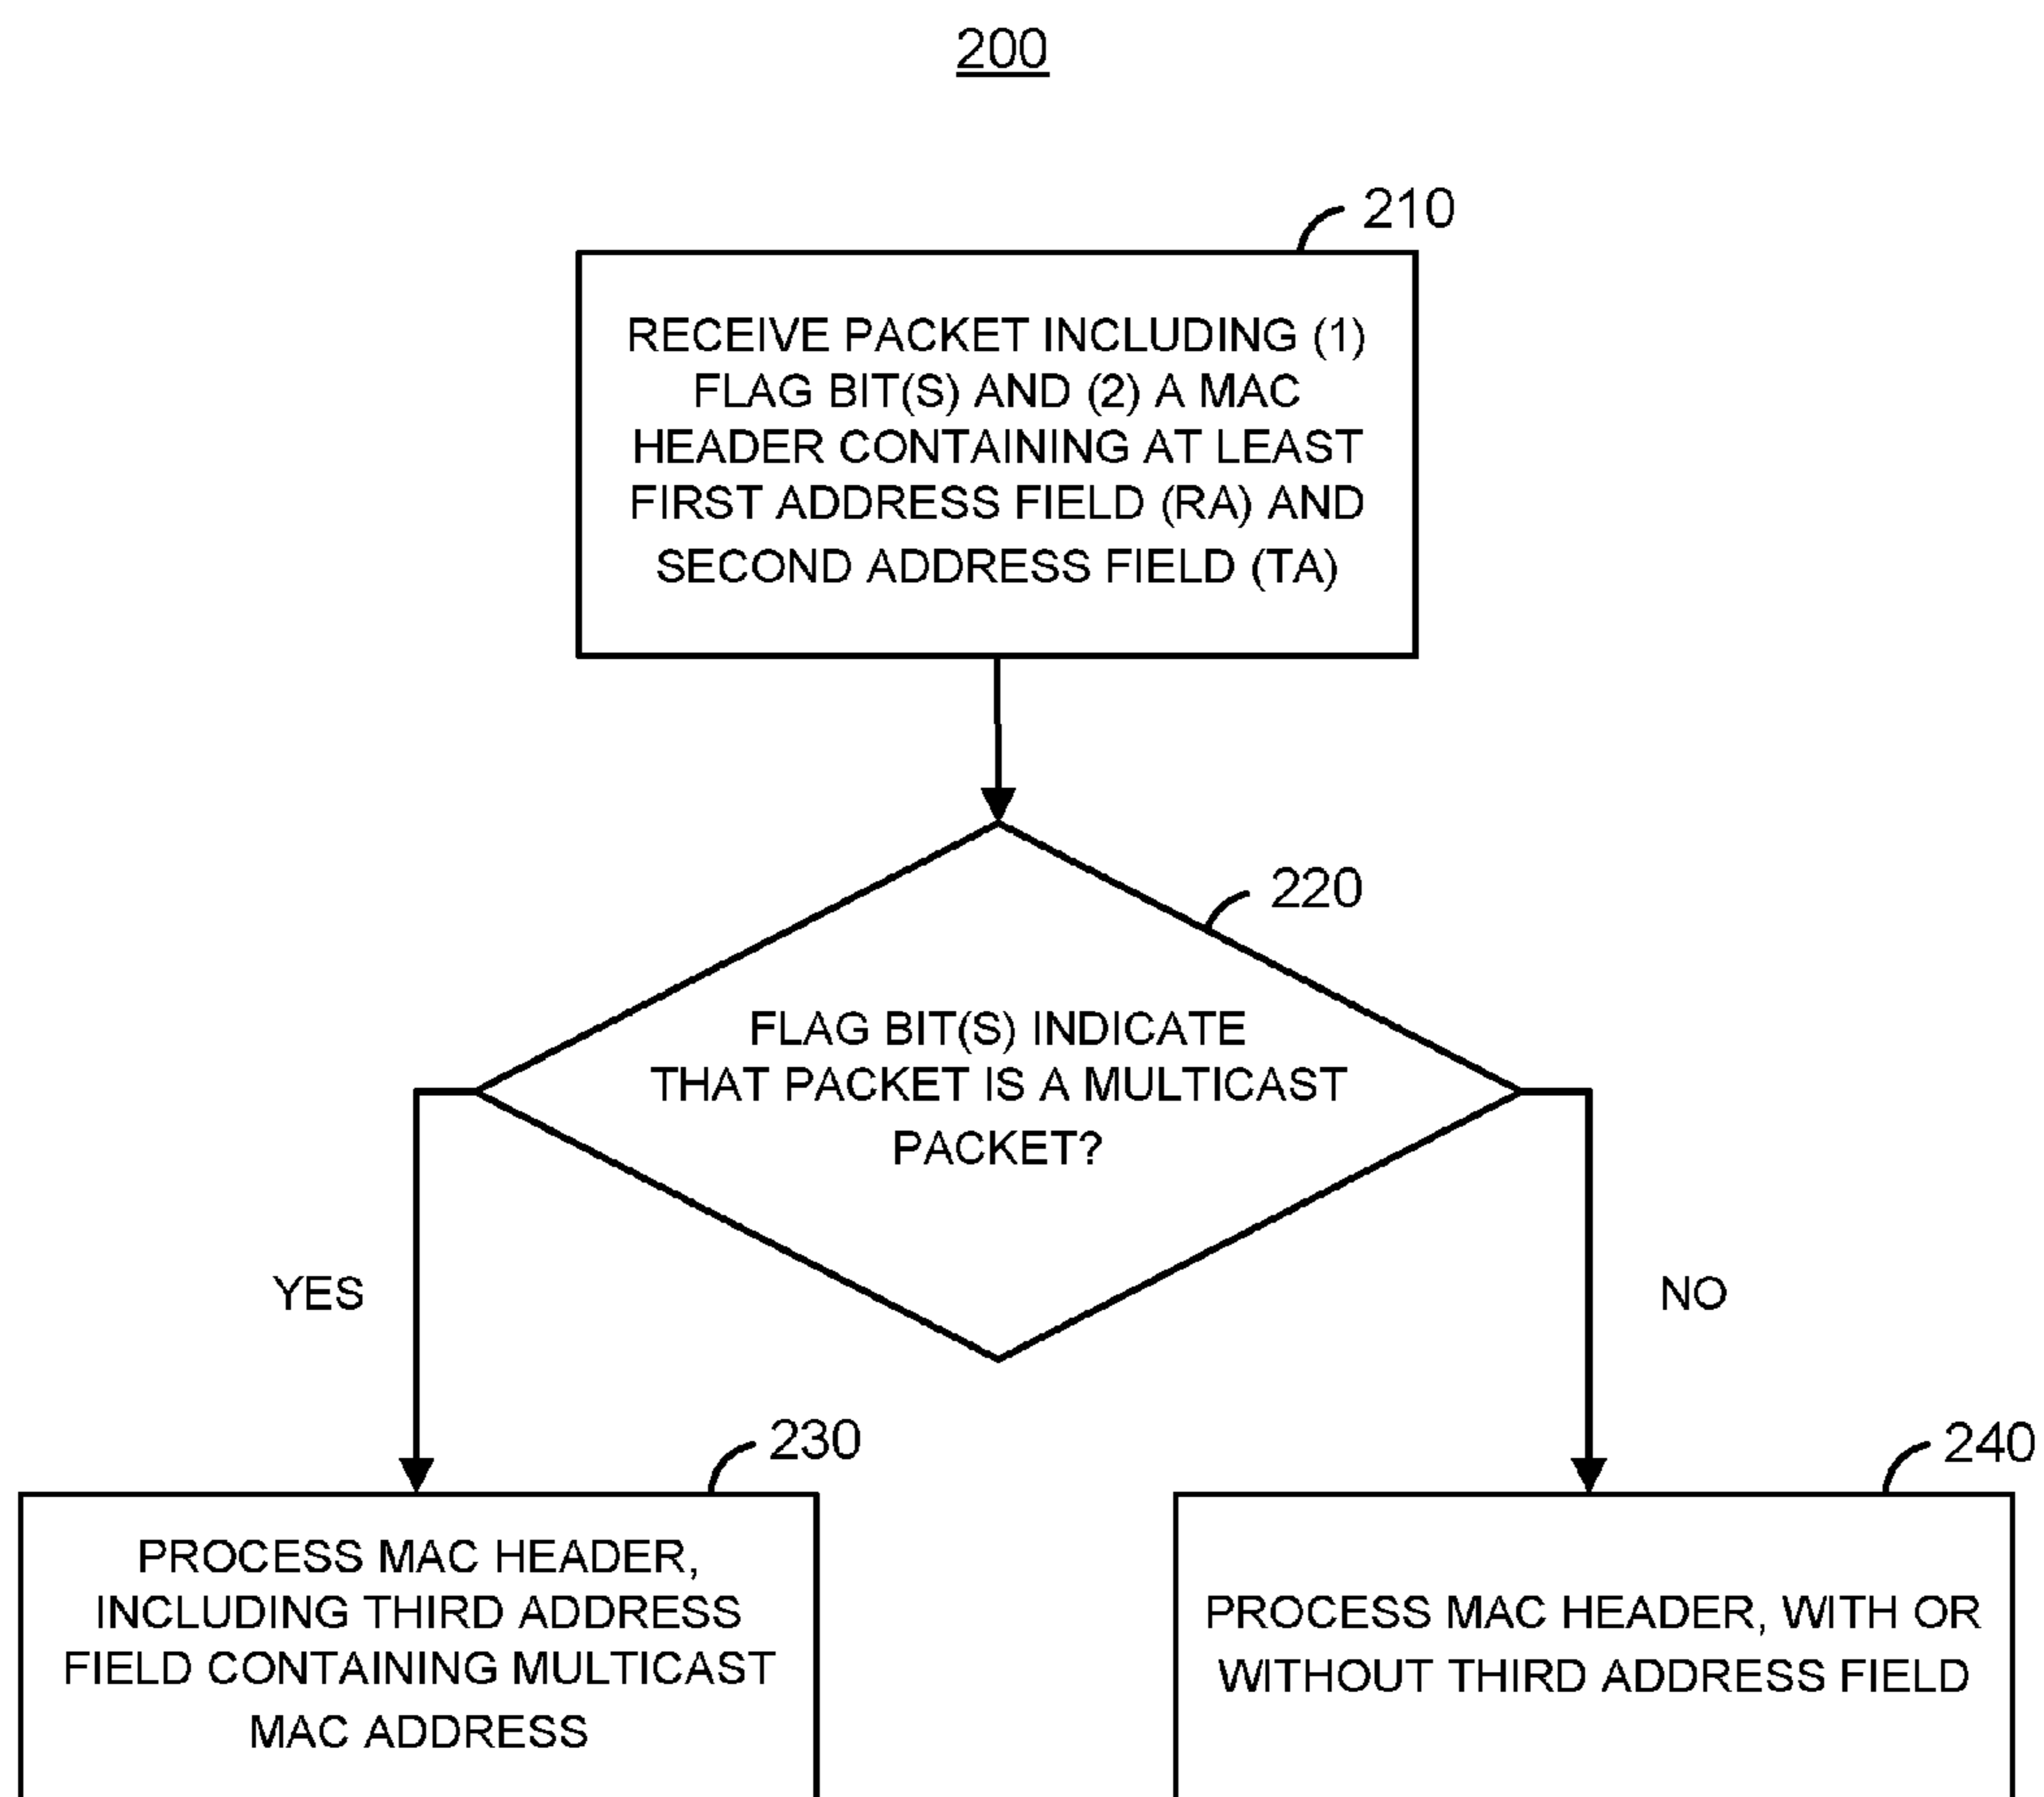 200
210
RECEIVE PACKET INCLUDING (1)
FLAG BIT(S) AND (2) A MAC
HEADER CONTAINING AT LEAST
FIRST ADDRESS FIELD (RA) AND
SECOND ADDRESS FIELD (TA)
220
FLAG BIT(S) INDICATE
THAT PACKET IS A MULTICAST
PACKET?
YES
NO
230
PROCESS MAC HEADER,
INCLUDING THIRD ADDRESS
FIELD CONTAINING MULTICAST
MAC ADDRESS
240
PROCESS MAC HEADER, WITH OR
WITHOUT THIRD ADDRESS FIELD